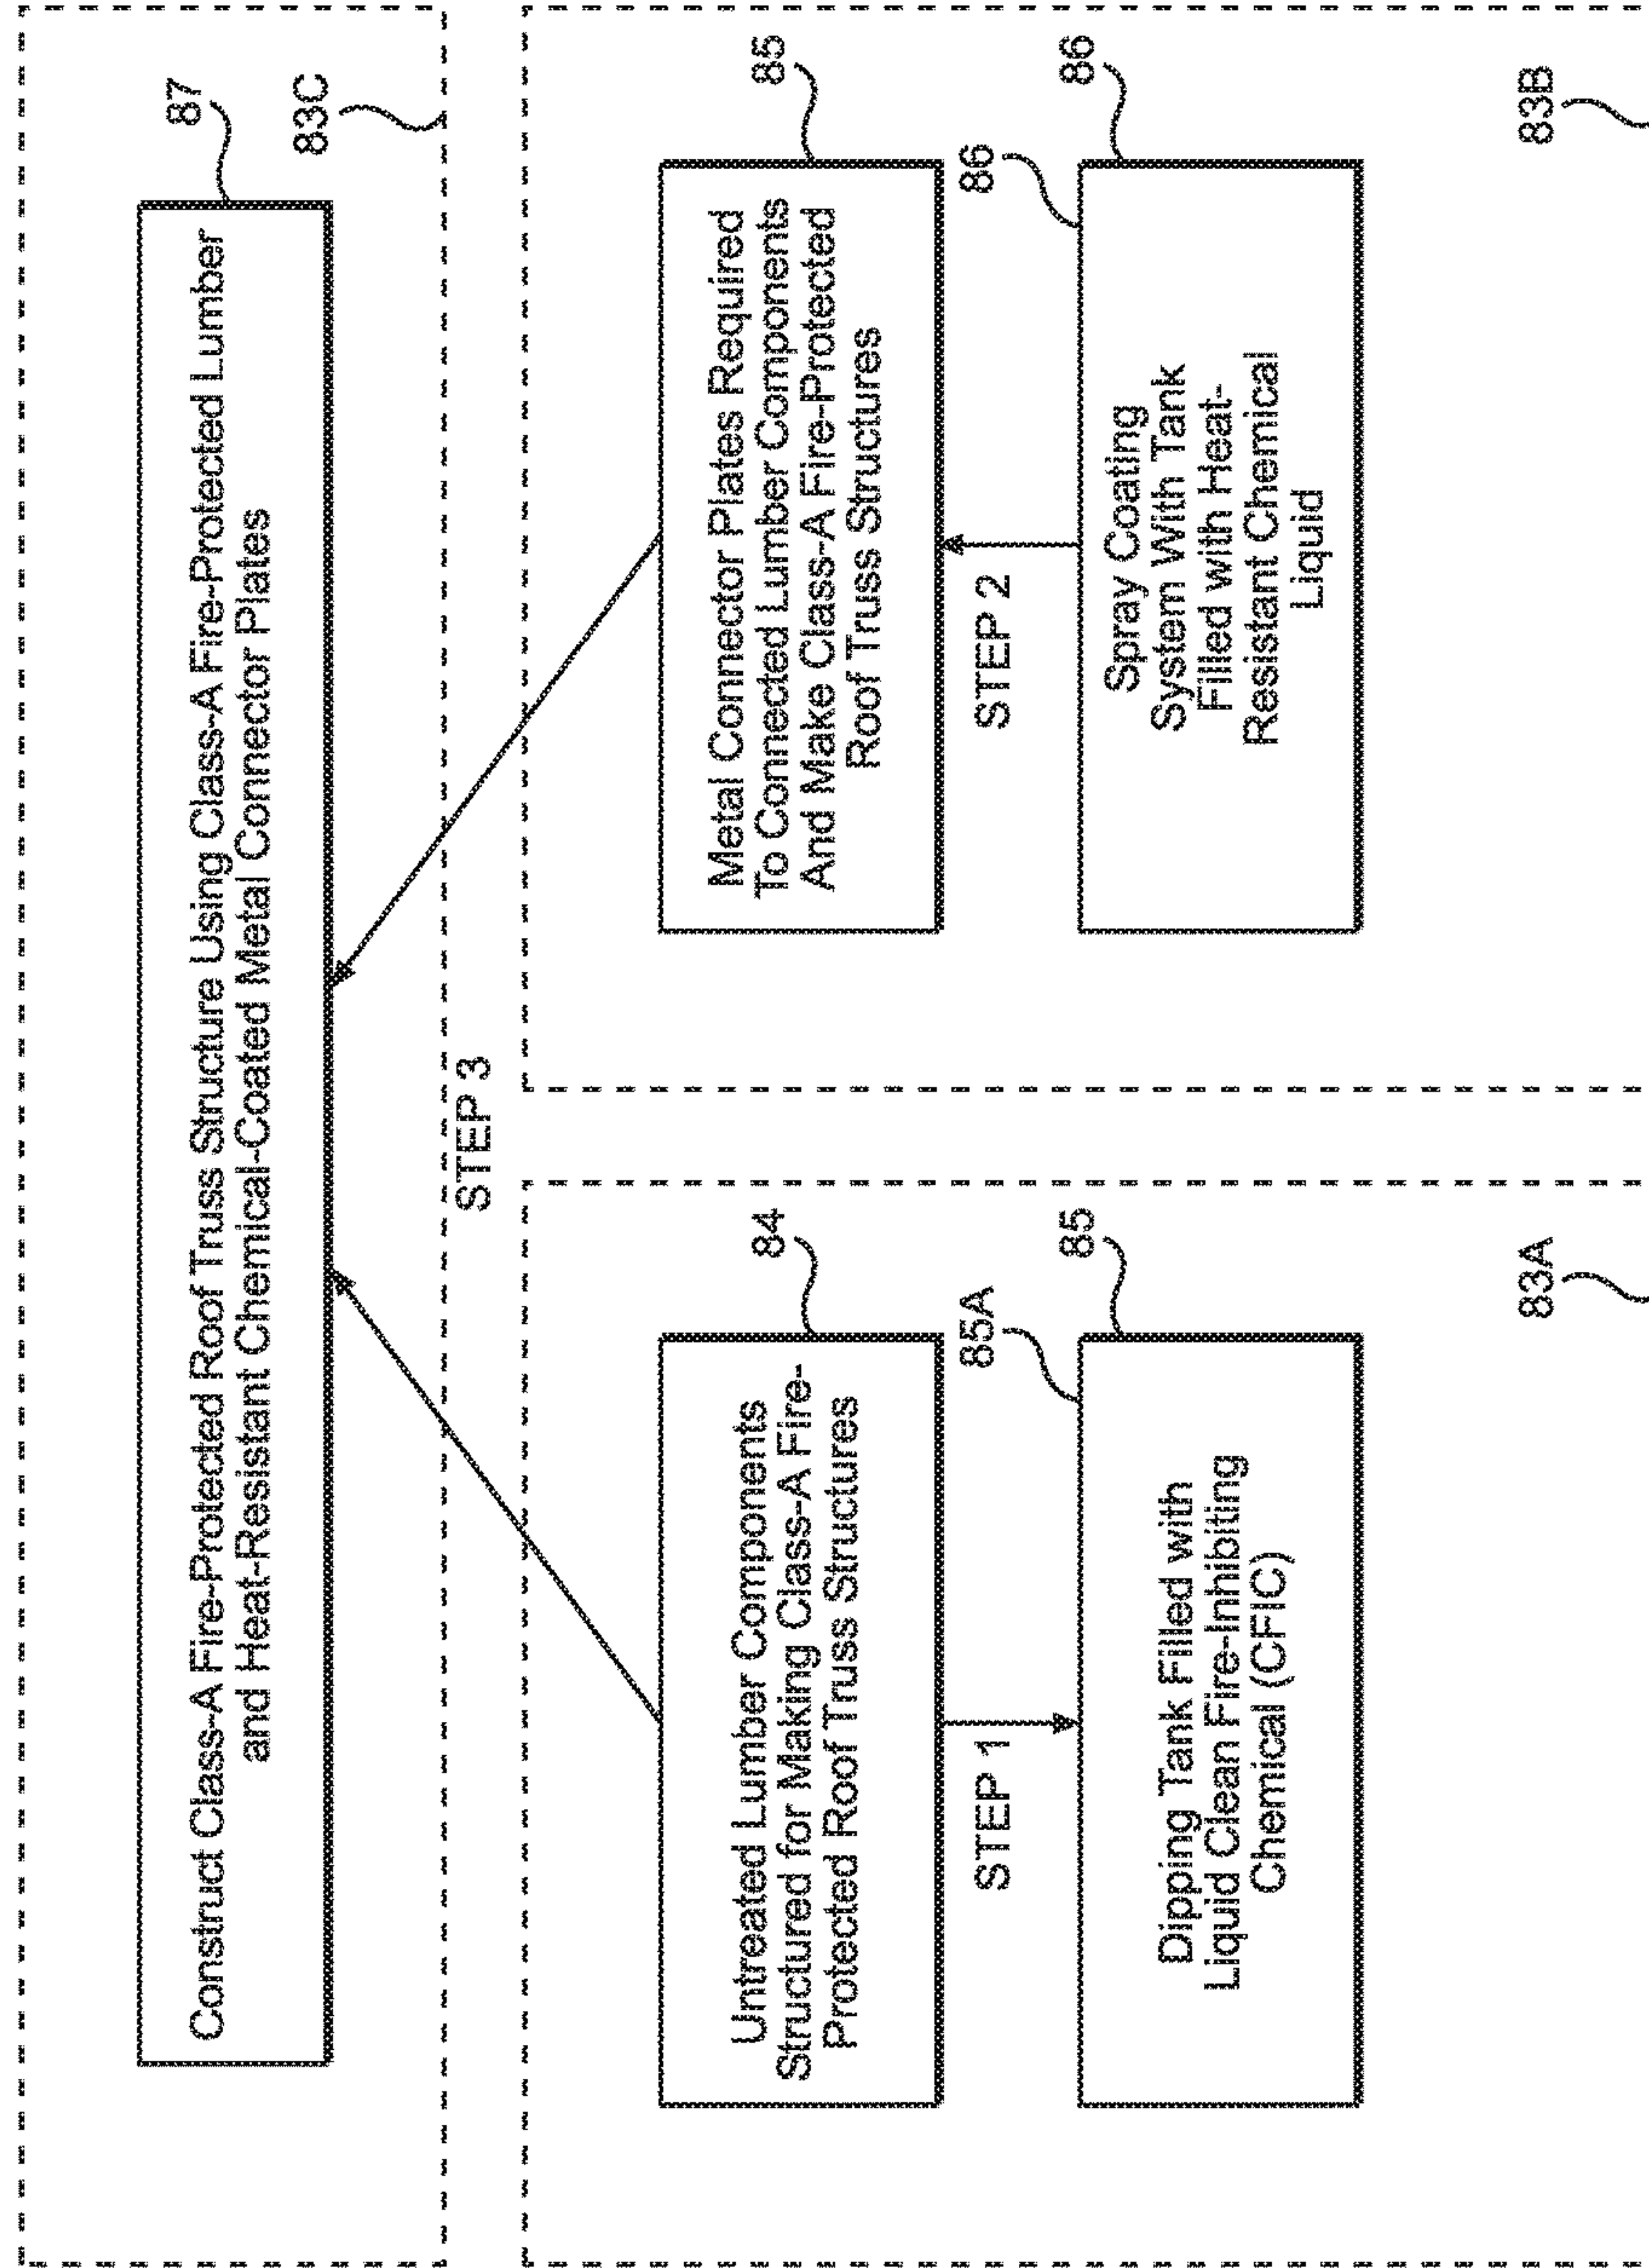 Construct Class-A Fire-Protected Roof Truss Structure Using Class-A Fire-Protected Lumber
and Heat-Resistant Chemical-Coated Metal Connector Plates
87
83C
STEP 3
Untreated Lumber Components
Structured for Making Class-A Fire-
Protected Roof Truss Structures
84
STEP 1
85A
Dipping Tank Filled with
Liquid Clean Fire-Inhibiting
Chemical (CFIC)
85
83A
Metal Connector Plates Required
To Connected Lumber Components
And Make Class-A Fire-Protected
Roof Truss Structures
85
STEP 2
86
Spray Coating
System With Tank
Filled with Heat-
Resistant Chemical
Liquid
86
83B